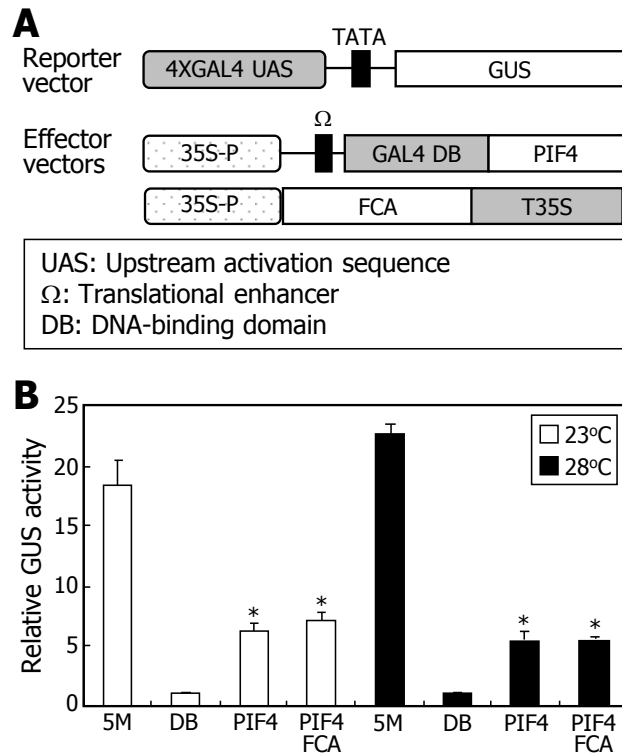 A
TATA
Reporter
vector
4XGAL4 UAS
GUS
Ω
Effector
vectors
35S-P
GAL4 DB
PIF4
35S-P
FCA
T35S
UAS: Upstream activation sequence
Ω: Translational enhancer
DB: DNA-binding domain
B
Relative GUS activity
25
20
15
10
5
0
23ºC
28ºC
*
*
*
*
5M
DB
PIF4
PIF4
FCA
5M
DB
PIF4
PIF4
FCA